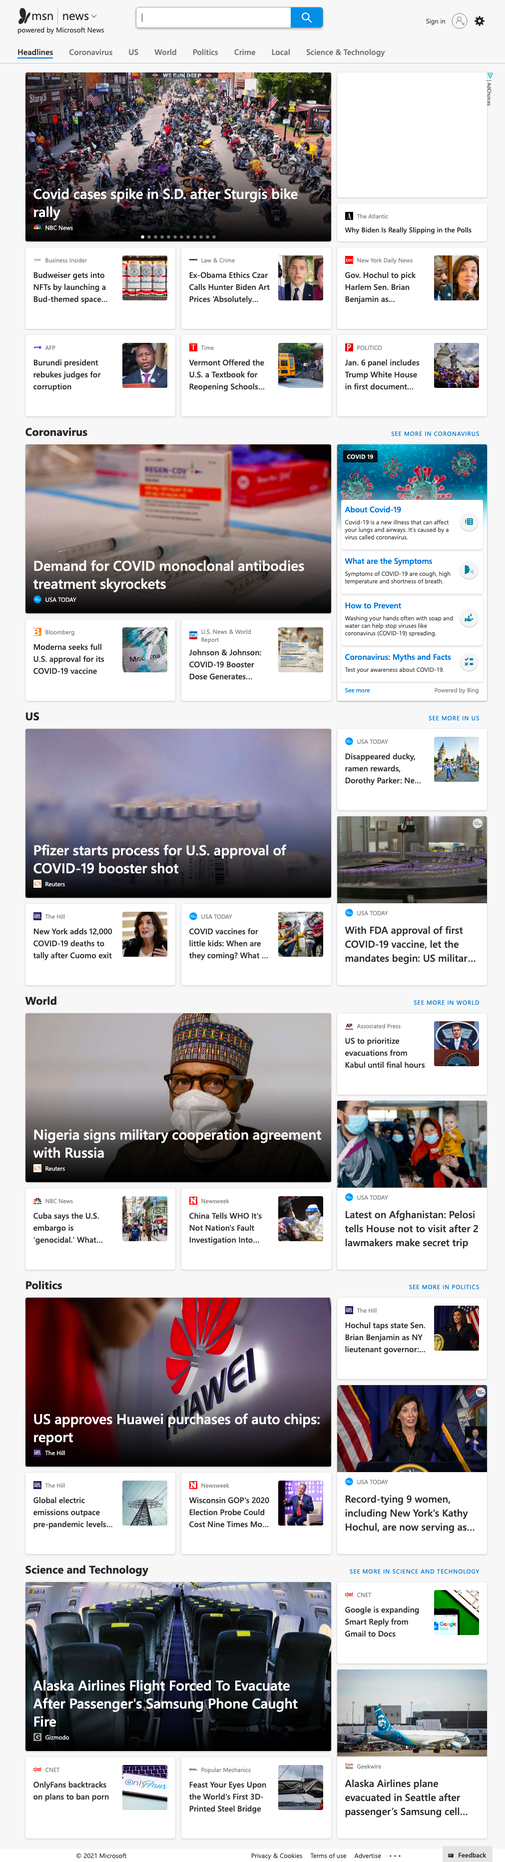 msn | news
powered by Microsoft News
Sign in
Headlines
Coronavirus
US
World
Politics
Crime
Local
Science & Technology
AdChoices
Covid cases spike in S.D. after Sturgis bike
rally
NBC News
The Atlantic
Why Biden Is Really Slipping in the Polls
Business Insider
Budweiser gets into
NFTs by launching a
Bud-themed space...
Law & Crime
Ex-Obama Ethics Czar
Calls Hunter Biden Art
Prices 'Absolutely...
New York Daily News
Gov. Hochul to pick
Harlem Sen. Brian
Benjamin as...
AFP
Burundi president
rebukes judges for
corruption
Time
Vermont Offered the
U.S. a Textbook for
Reopening Schools...
POLITICO
Jan. 6 panel includes
Trump White House
in first document...
Coronavirus
SEE MORE IN CORONAVIRUS
REGEN-COV
Demand for COVID monoclonal antibodies
treatment skyrockets
USA TODAY
COVID 19
About Covid-19
Covid-19 is a new illness that can affect
your lungs and airways. It's caused by a
virus called coronavirus.
What are the Symptoms
Symptoms of COVID-19 are cough, high
temperature and shortness of breath.
How to Prevent
Washing your hands often with soap and
water can help stop viruses like
coronavirus (COVID-19) spreading.
Coronavirus: Myths and Facts
Test your awareness about COVID-19.
See more
Powered by Bing
Bloomberg
Moderna seeks full
U.S. approval for its
COVID-19 vaccine
U.S. News & World
Report
Johnson & Johnson:
COVID-19 Booster
Dose Generates...
US
SEE MORE IN US
Pfizer starts process for U.S. approval of
COVID-19 booster shot
Reuters
USA TODAY
Disappeared ducky,
ramen rewards,
Dorothy Parker: Ne...
USA TODAY
With FDA approval of first
COVID-19 vaccine, let the
mandates begin: US militar...
The Hill
New York adds 12,000
COVID-19 deaths to
tally after Cuomo exit
USA TODAY
COVID vaccines for
little kids: When are
they coming? What ...
World
SEE MORE IN WORLD
Nigeria signs military cooperation agreement
with Russia
Reuters
Associated Press
US to prioritize
evacuations from
Kabul until final hours
USA TODAY
Latest on Afghanistan: Pelosi
tells House not to visit after 2
lawmakers make secret trip
NBC News
Cuba says the U.S.
embargo is
'genocidal.' What...
Newsweek
China Tells WHO It's
Not Nation's Fault
Investigation Into...
Politics
SEE MORE IN POLITICS
HUAWEI
US approves Huawei purchases of auto chips:
report
The Hill
The Hill
Hochul taps state Sen.
Brian Benjamin as NY
lieutenant governor:...
USA TODAY
Record-tying 9 women,
including New York's Kathy
Hochul, are now serving as...
The Hill
Global electric
emissions outpace
pre-pandemic levels...
Newsweek
Wisconsin GOP's 2020
Election Probe Could
Cost Nine Times Mo...
Science and Technology
SEE MORE IN SCIENCE AND TECHNOLOGY
Alaska Airlines Flight Forced To Evacuate
After Passenger's Samsung Phone Caught
Fire
Gizmodo
CNET
Google is expanding
Smart Reply from
Gmail to Docs
Google
Geekwire
Alaska Airlines plane
evacuated in Seattle after
passenger's Samsung cell...
CNET
OnlyFans backtracks
on plans to ban porn
Popular Mechanics
Feast Your Eyes Upon
the World's First 3D-
Printed Steel Bridge
© 2021 Microsoft
Privacy & Cookies
Terms of use
Advertise
...
Feedback